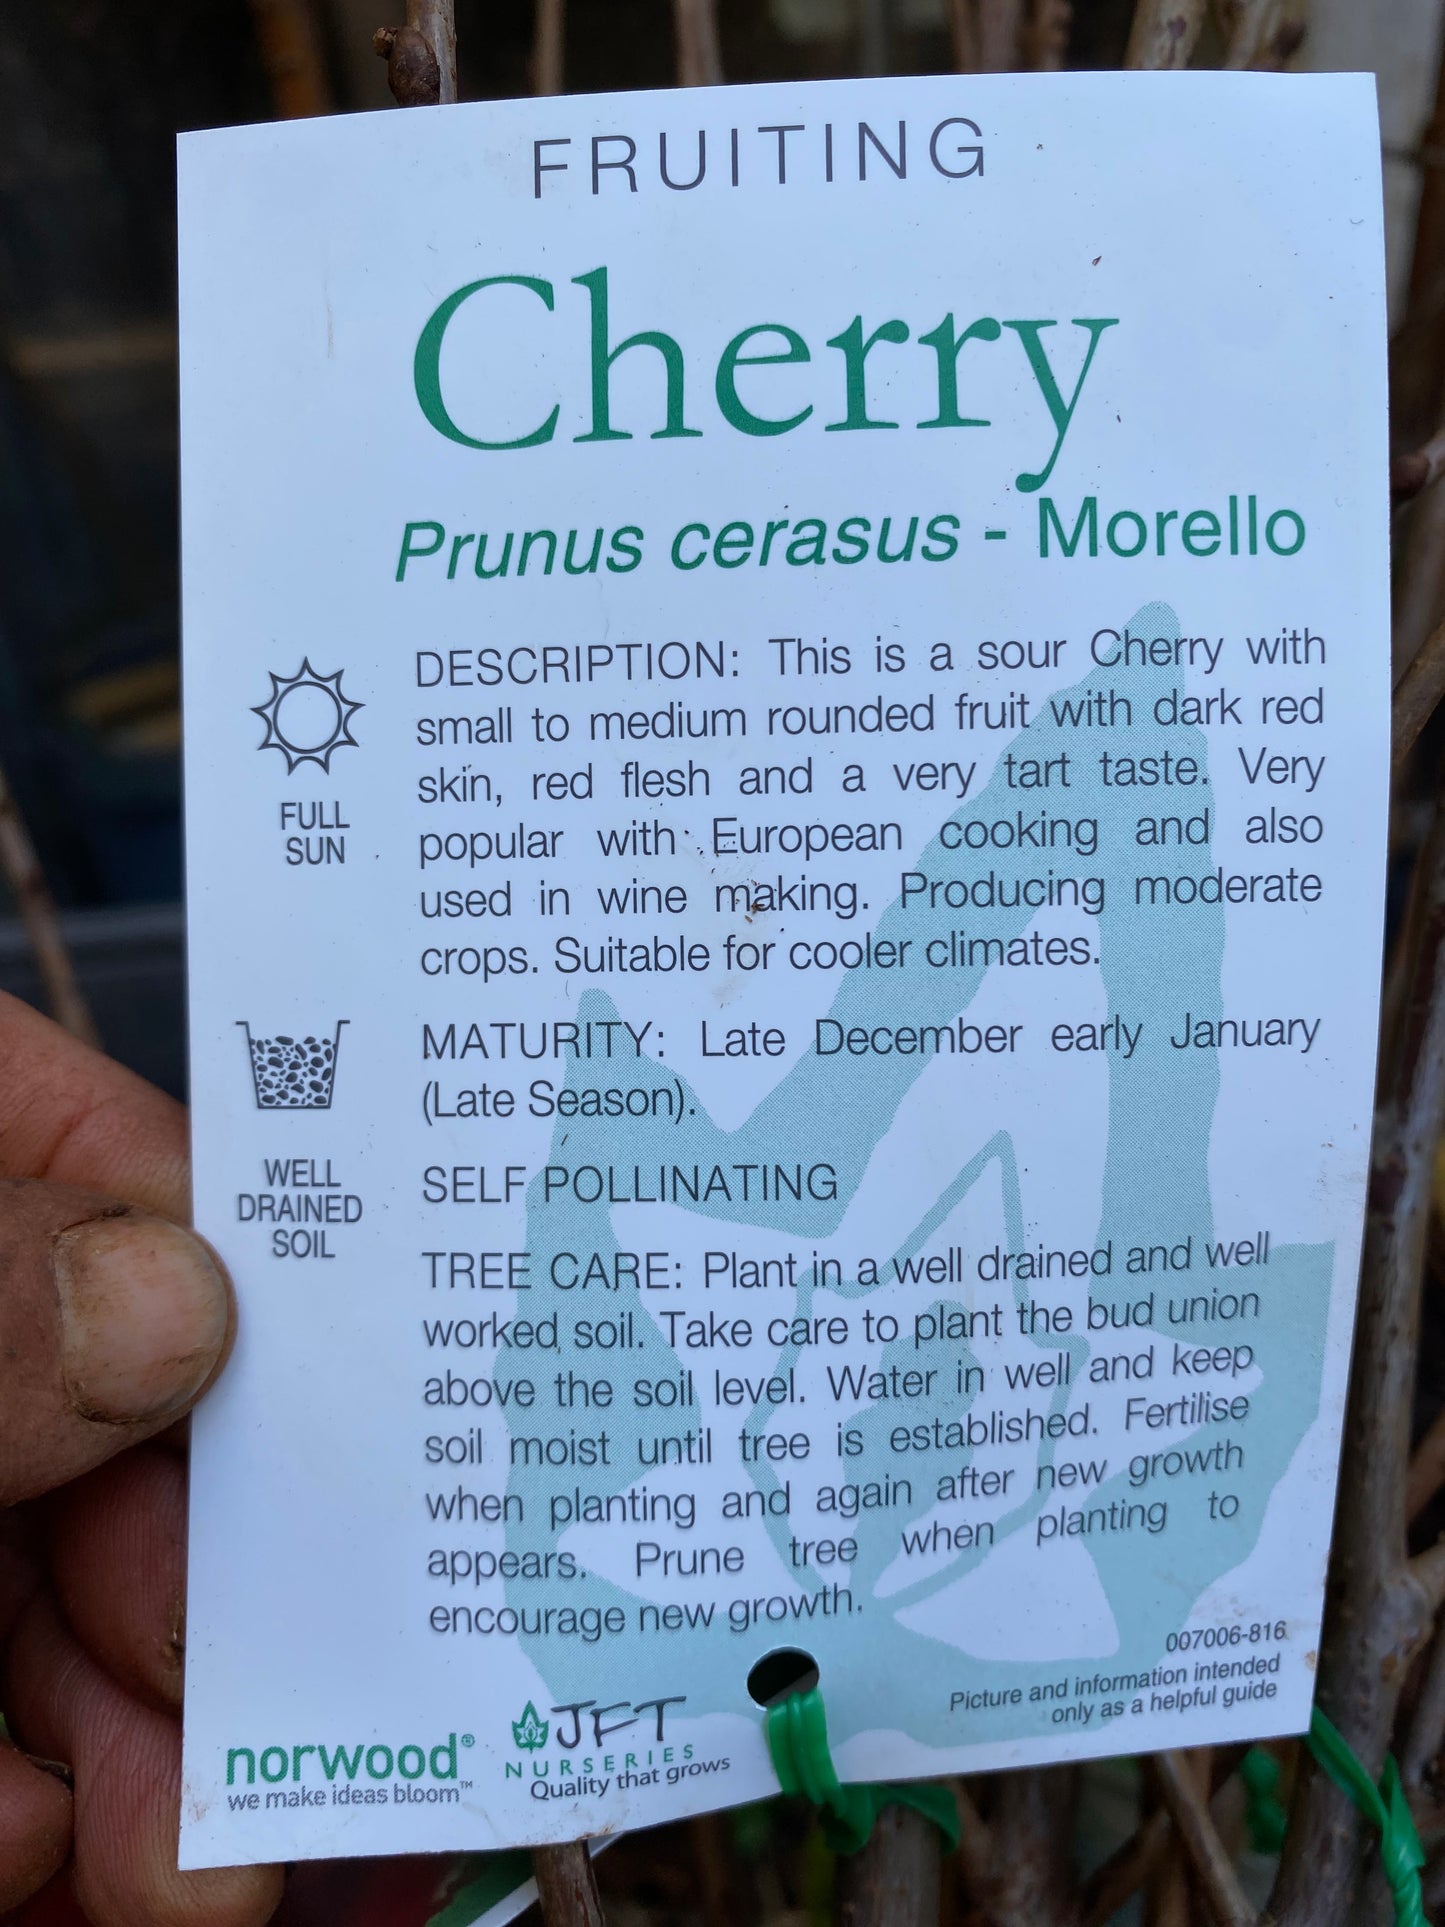 FRUITING
Cherry
Prunus cerasus - Morello
FULL
SUN
DESCRIPTION: This is a sour Cherry with
small to medium rounded fruit with dark red
skin, red flesh and a very tart taste. Very
popular with European cooking and also
used in wine making. Producing moderate
crops. Suitable for cooler climates.
MATURITY: Late December early January
(Late Season).
WELL
DRAINED
SOIL
SELF POLLINATING
TREE CARE: Plant in a well drained and well
worked soil. Take care to plant the bud union
above the soil level. Water in well and keep
soil moist until tree is established. Fertilise
when planting and again after new growth
appears. Prune tree when planting to
encourage new growth.
007006-816
Picture and information intended
only as a helpful guide
norwood®
we make ideas bloom™
JFT
NURSERIES
Quality that grows